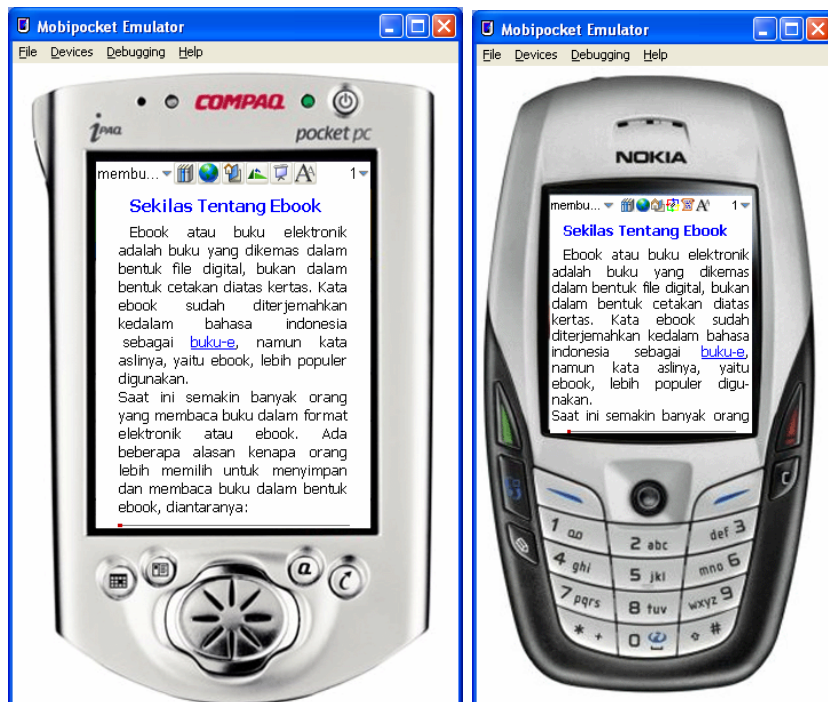 Mobipocket Emulator
File Devices Debugging Help
iPAQ
COMPAQ
pocket pc
membu... 1
Sekilas Tentang Ebook
Ebook atau buku elektronik
adalah buku yang dikemas dalam
bentuk file digital, bukan dalam
bentuk cetakan diatas kertas. Kata
ebook sudah diterjemahkan
kedalam bahasa indonesia
sebagai buku-e, namun kata
aslinya, yaitu ebook, lebih populer
digunakan.
Saat ini semakin banyak orang
yang membaca buku dalam format
elektronik atau ebook. Ada
beberapa alasan kenapa orang
lebih memilih untuk menyimpan
dan membaca buku dalam bentuk
ebook, diantaranya:
Mobipocket Emulator
File Devices Debugging Help
NOKIA
membu... 1
Sekilas Tentang Ebook
Ebook atau buku elektronik
adalah buku yang dikemas
dalam bentuk file digital, bukan
dalam bentuk cetakan diatas
kertas. Kata ebook sudah
diterjemahkan kedalam bahasa
indonesia sebagai buku-e,
namun kata aslinya, yaitu
ebook, lebih populer digu-
nakan.
Saat ini semakin banyak orang
1 2 abc def 3
4 ghi 5 jkl mno 6
7 pqrs 8 tuv wxyz 9
* + 0 #
C